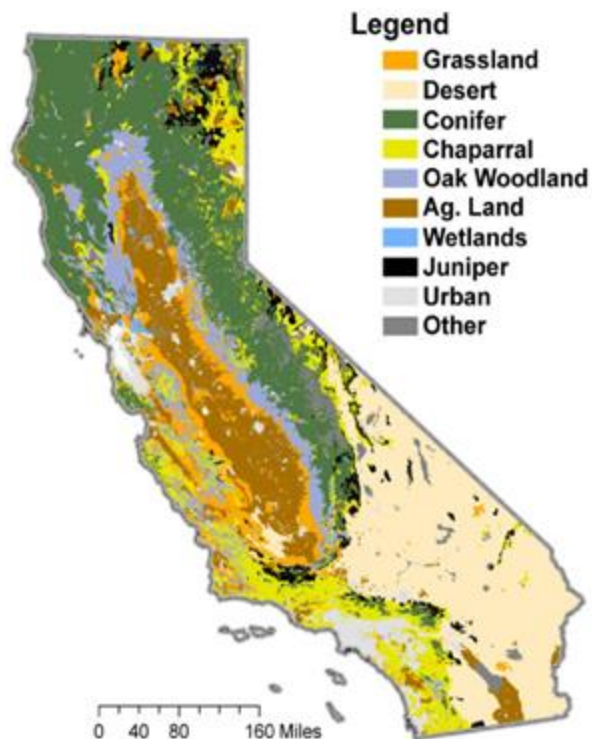 Legend
Grassland
Desert
Conifer
Chaparral
Oak Woodland
Ag. Land
Wetlands
Juniper
Urban
Other
0 40 80 160 Miles